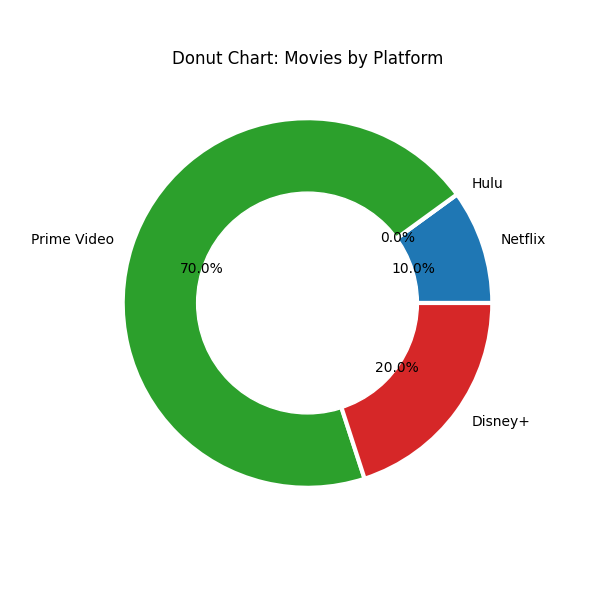 Donut Chart: Movies by Platform
Hulu
0.0%
Prime Video
70.0%
Netflix
10.0%
20.0%
Disney+